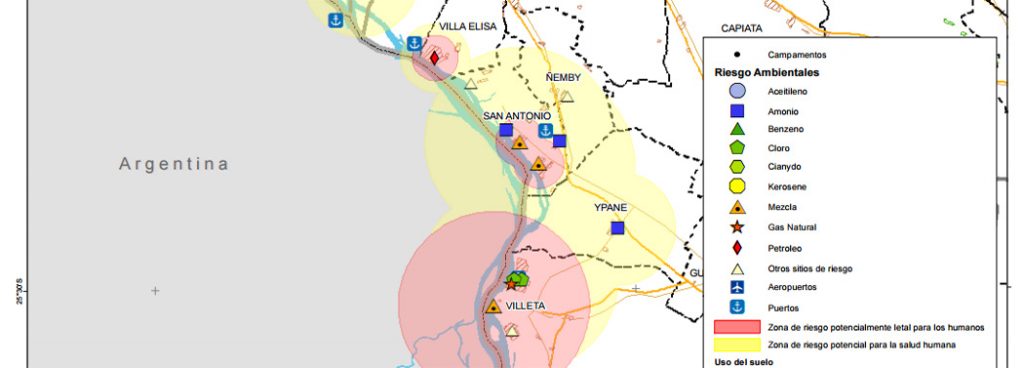 VILLA ELISA
CAPIATA
ÑEMBY
SAN ANTONIO
Argentina
YPANE
GU
VILLETA
25°30'S
Campamentos
Riesgo Ambientales
Aceitileno
Amonio
Benzeno
Cloro
Cianydo
Kerosene
Mezcla
Gas Natural
Petroleo
Otros sitios de riesgo
Aeropuertos
Puertos
Zona de riesgo potencialmente letal para los humanos
Zona de riesgo potencial para la salud humana
Uso del suelo